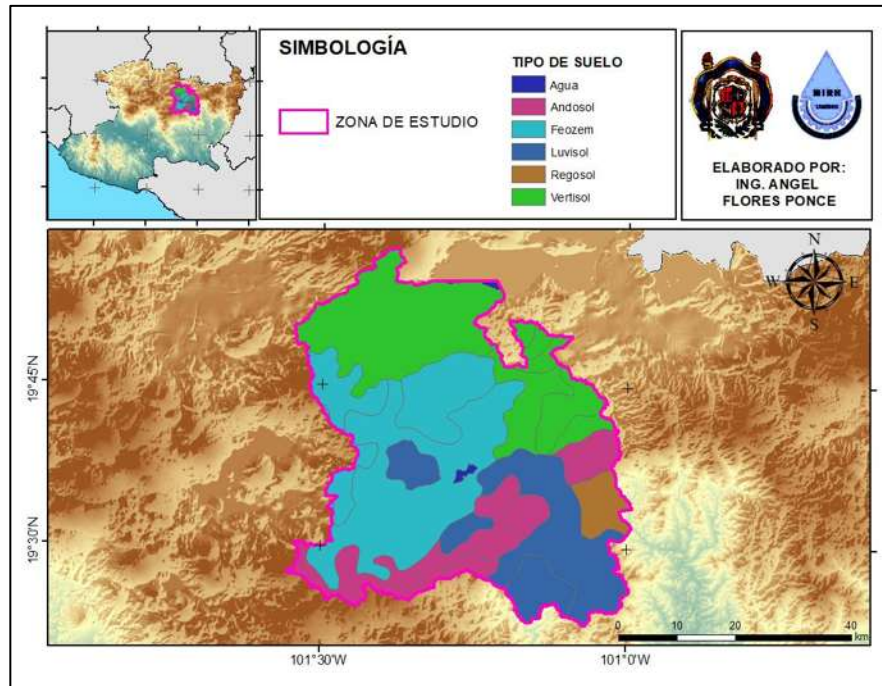 SIMBOLOGÍA
ZONA DE ESTUDIO
TIPO DE SUELO
Agua
Andosol
Feozem
Luvisol
Regosol
Vertisol
MIRH
ELABORADO POR:
ING. ANGEL
FLORES PONCE
N
W
E
S
19°45'N
19°30'N
0 10 20 40
km
101°30'W
101°0'W